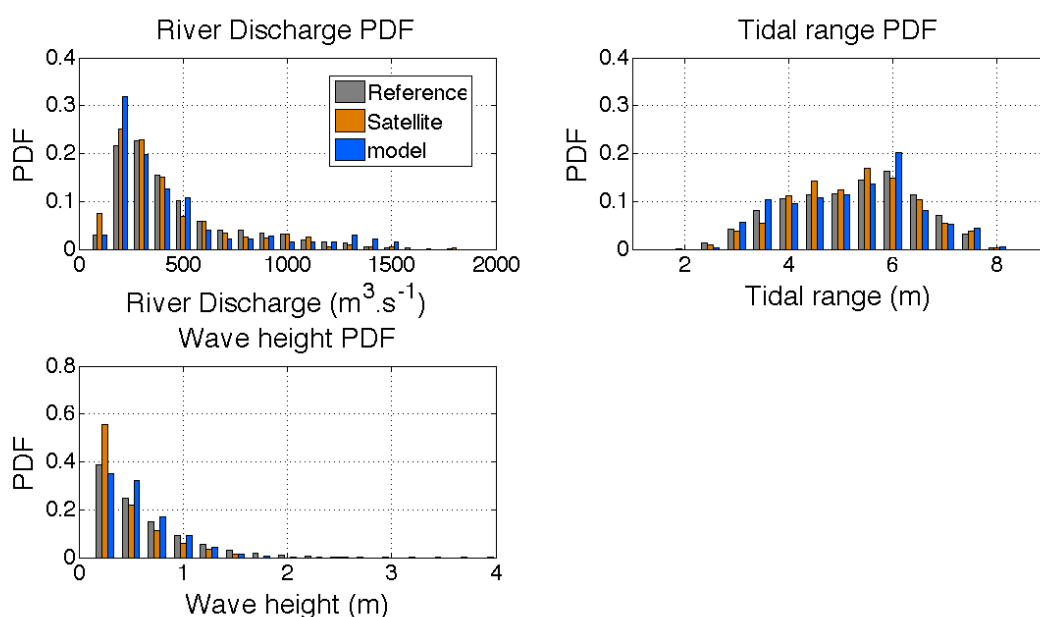 River Discharge PDF
0.4
0.3
0.2
0.1
0
PDF
Reference
Satellite
model
0
500
1000
1500
2000
River Discharge (m³.s⁻¹)
Tidal range PDF
0.4
0.3
0.2
0.1
0
PDF
2
4
6
8
Tidal range (m)
Wave height PDF
0.8
0.6
0.4
0.2
0
PDF
0
1
2
3
4
Wave height (m)